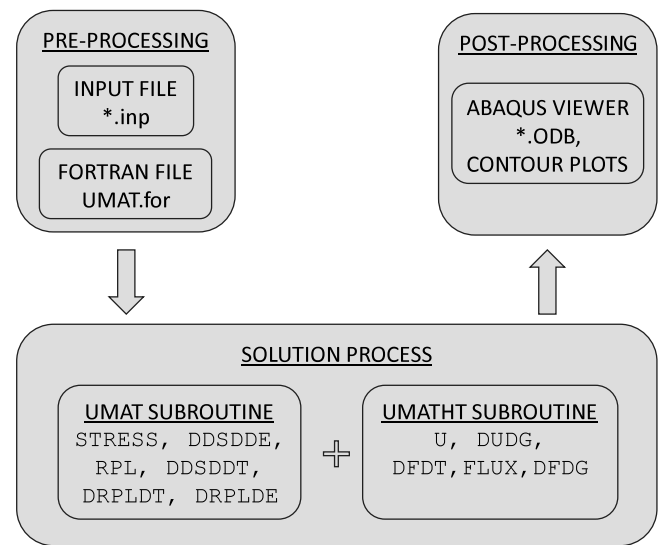 PRE-PROCESSING
INPUT FILE
*.inp
FORTRAN FILE
UMAT.for
POST-PROCESSING
ABAQUS VIEWER
*.ODB,
CONTOUR PLOTS
SOLUTION PROCESS
UMAT SUBROUTINE
STRESS, DDSDDE,
RPL, DDSDDT,
DRPLDT, DRPLDE
+
UMATHT SUBROUTINE
U, DUDG,
DFDT,FLUX,DFDG